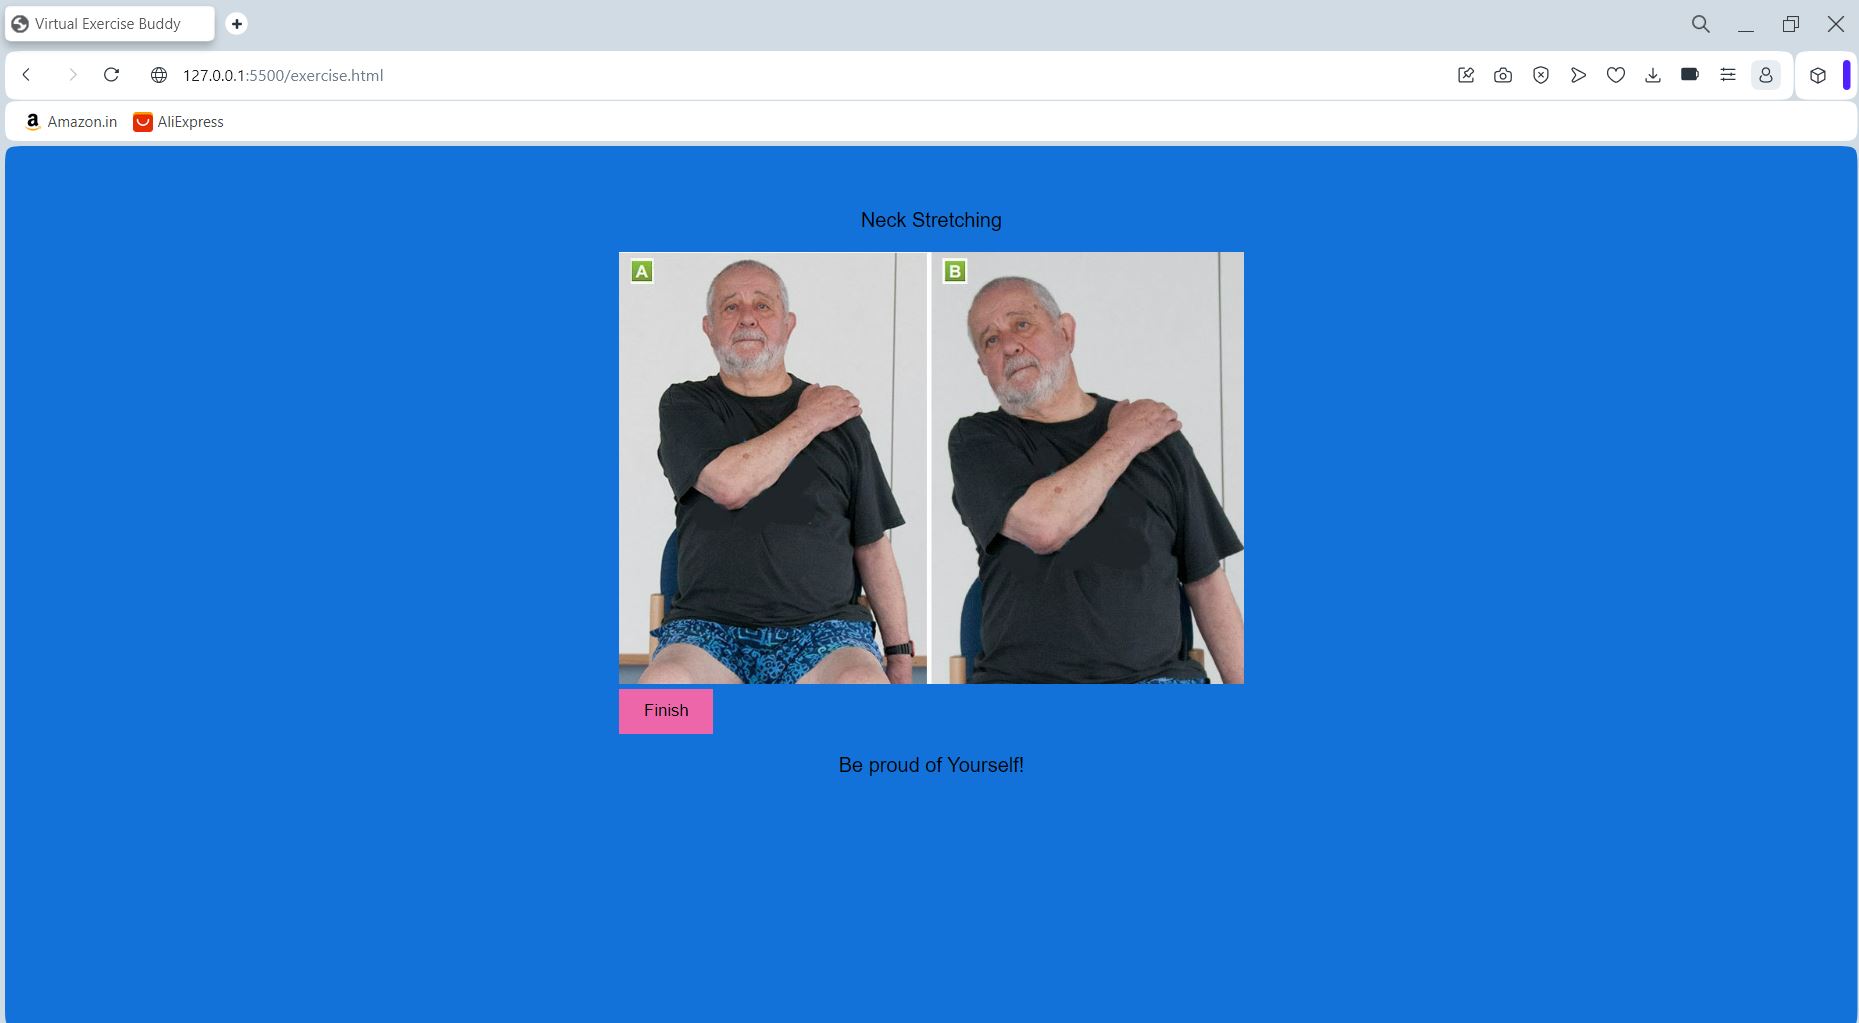 Virtual Exercise Buddy
127.0.0.1:5500/exercise.html
a Amazon.in AliExpress
Neck Stretching
A B
Finish
Be proud of Yourself!